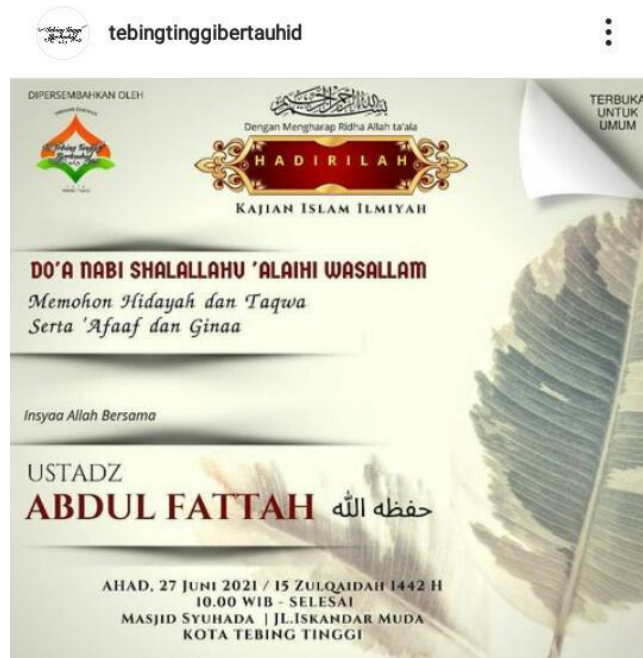 tebingtinggibertauhid
DIPERSEMBAHKAN OLEH
TERBUKA
UNTUK
UMUM
Dengan Mengharap Ridha Allah ta'ala
HADIRILAH
KAJIAN ISLAM ILMIYAH
DO'A NABI SHALALLAHU 'ALAIHI WASALLAM
Memohon Hidayah dan Taqwa
Serta 'Afaaf dan Ginaa
Insyaa Allah Bersama
USTADZ
ABDUL FATTAH حفظه الله
AHAD, 27 JUNI 2021 / 15 ZULQAIDAH 1442 H
10.00 WIB - SELESAI
MASJID SYUHADA | JL.ISKANDAR MUDA
KOTA TEBING TINGGI